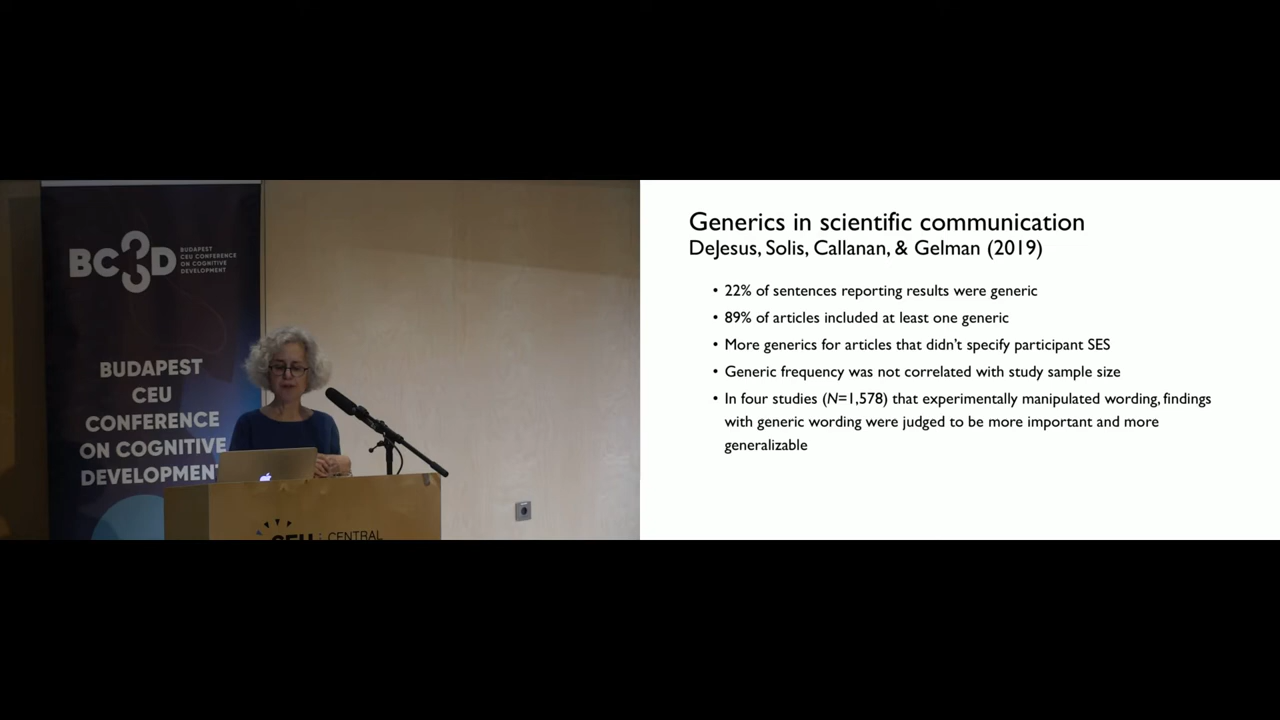 BC3D
BUDAPEST
CEU CONFERENCE
ON COGNITIVE
DEVELOPMENT
BUDAPEST
CEU
CONFERENCE
ON COGNITIVE
DEVELOPMENT
CEU CENTRAL
Generics in scientific communication
DeJesus, Solis, Callanan, & Gelman (2019)
• 22% of sentences reporting results were generic
• 89% of articles included at least one generic
• More generics for articles that didn't specify participant SES
• Generic frequency was not correlated with study sample size
• In four studies (N=1,578) that experimentally manipulated wording, findings
with generic wording were judged to be more important and more
generalizable